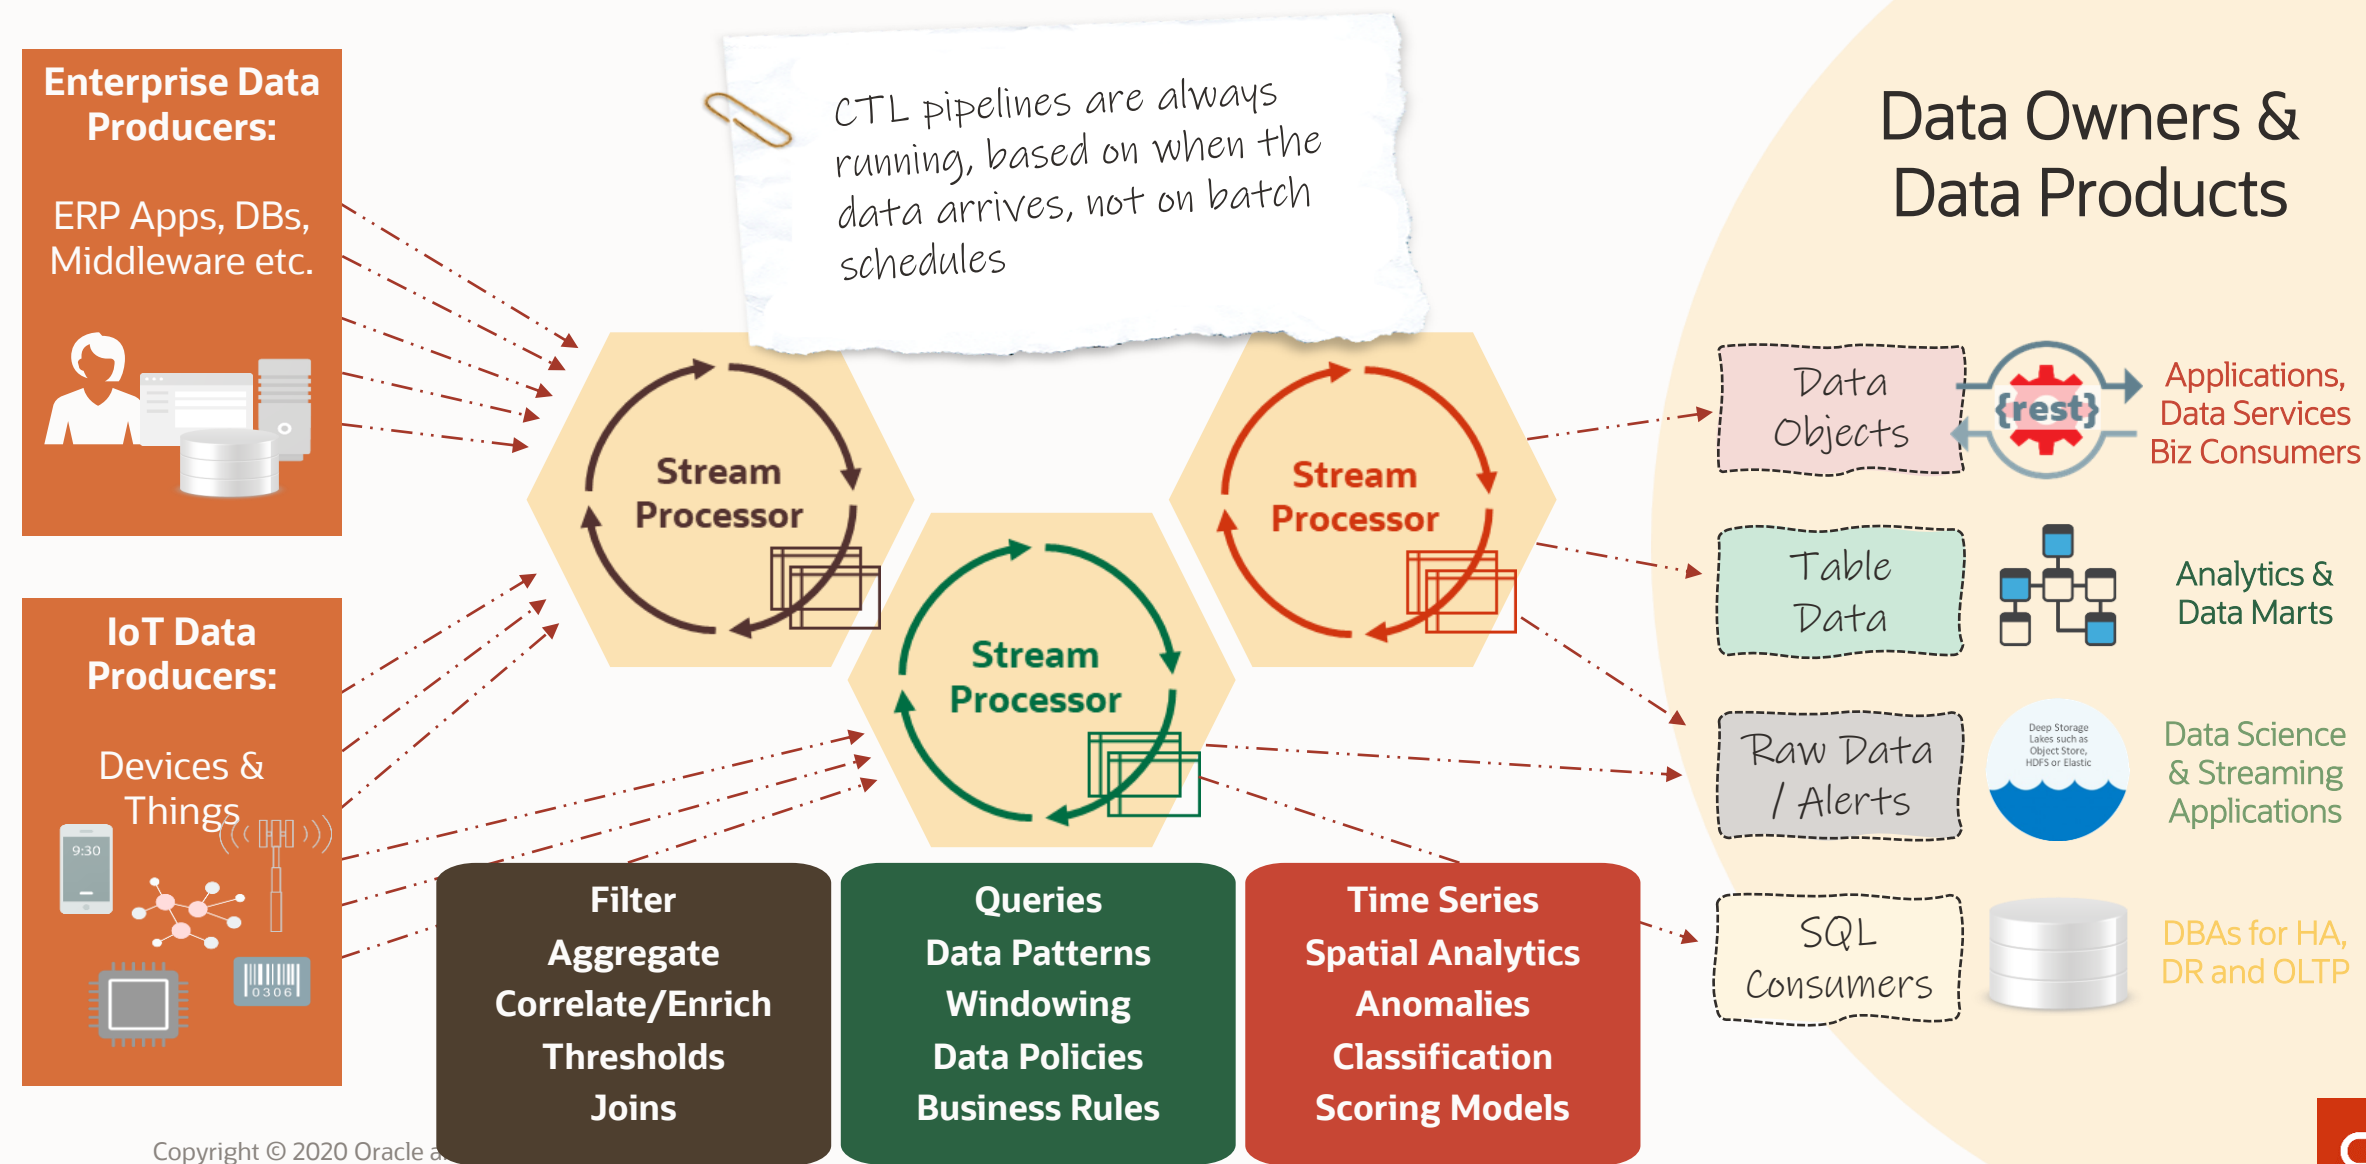 Enterprise Data
Producers:
ERP Apps, DBs,
Middleware etc.
IoT Data
Producers:
Devices &
Things
9:30
0306
CTL pipelines are always
running, based on when the
data arrives, not on batch
schedules
Stream
Processor
Stream
Processor
Stream
Processor
Filter
Aggregate
Correlate/Enrich
Thresholds
Joins
Queries
Data Patterns
Windowing
Data Policies
Business Rules
Time Series
Spatial Analytics
Anomalies
Classification
Scoring Models
Data Owners &
Data Products
Data
Objects
{rest}
Applications,
Data Services
Biz Consumers
Table
Data
Analytics &
Data Marts
Raw Data
/ Alerts
Deep Storage
Lakes such as
Object Store,
HDFS or Elastic
Data Science
& Streaming
Applications
SQL
Consumers
DBAs for HA,
DR and OLTP
Copyright © 2020 Oracle